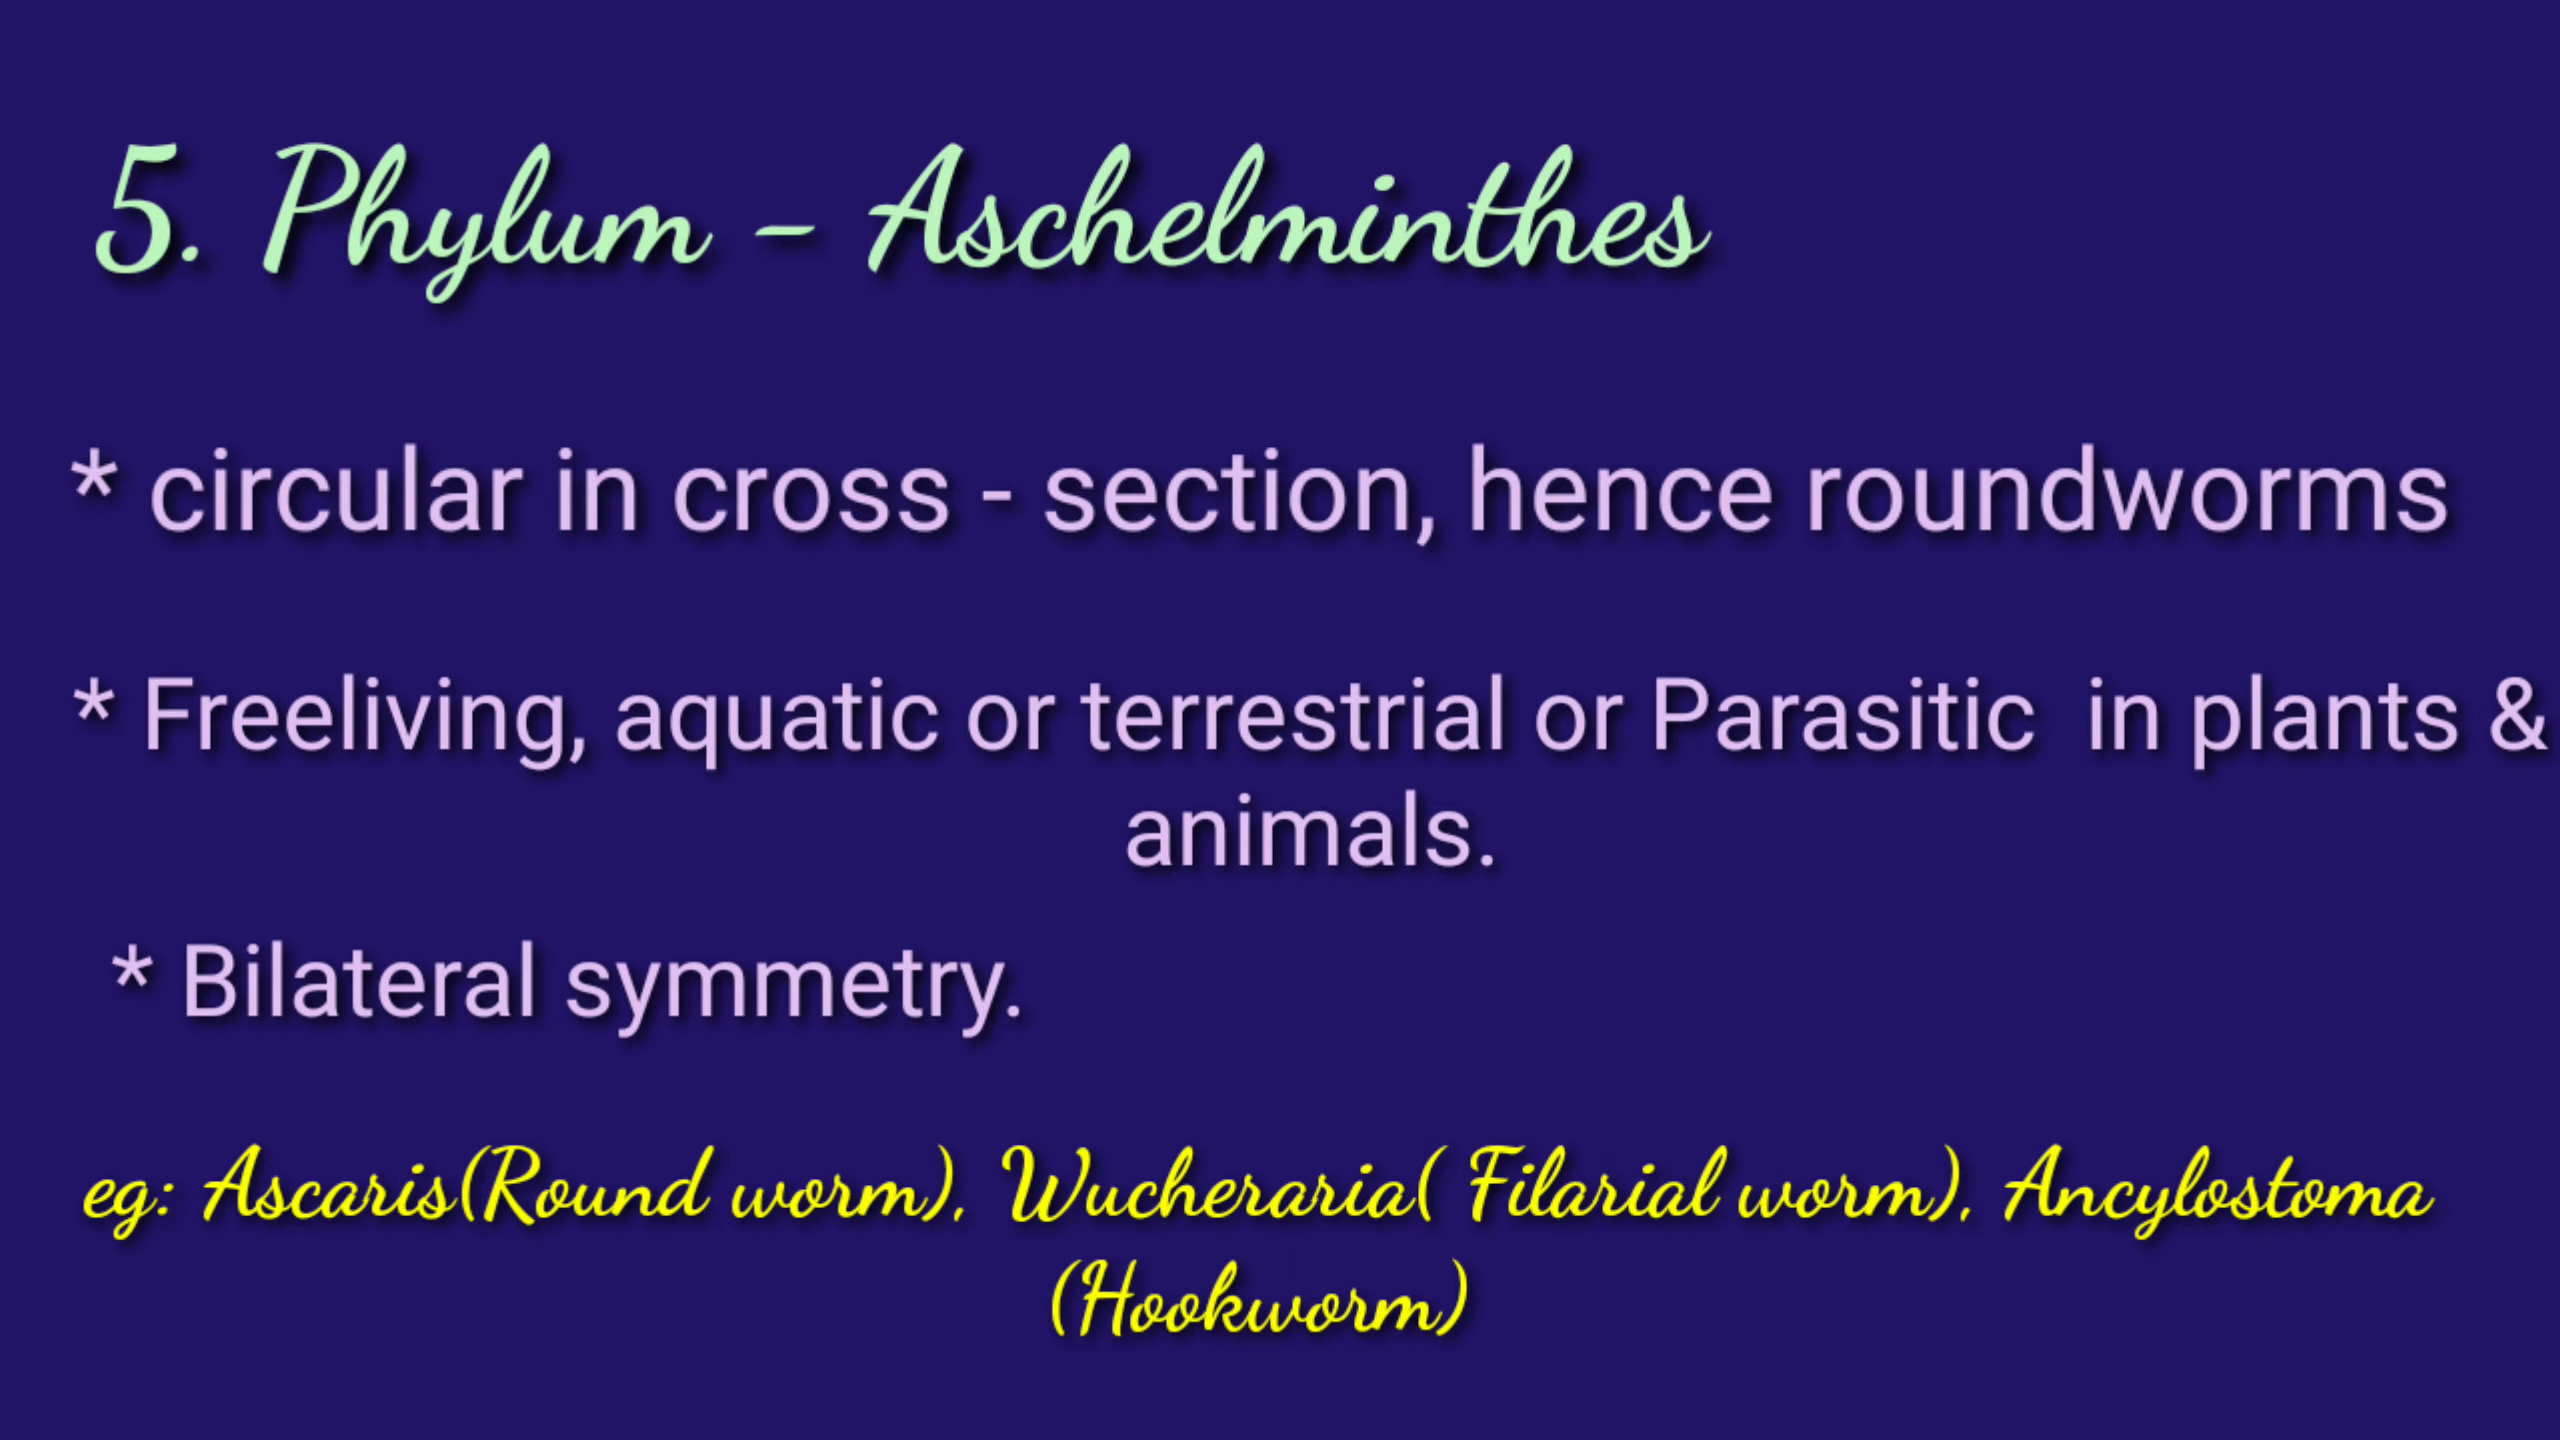 5. Phylum - Aschelminthes
* circular in cross - section, hence roundworms
* Freeliving, aquatic or terrestrial or Parasitic  in plants &
animals.
* Bilateral symmetry.
eg: Ascaris(Round worm), Wucheraria( Filarial worm), Ancylostoma
(Hookworm)